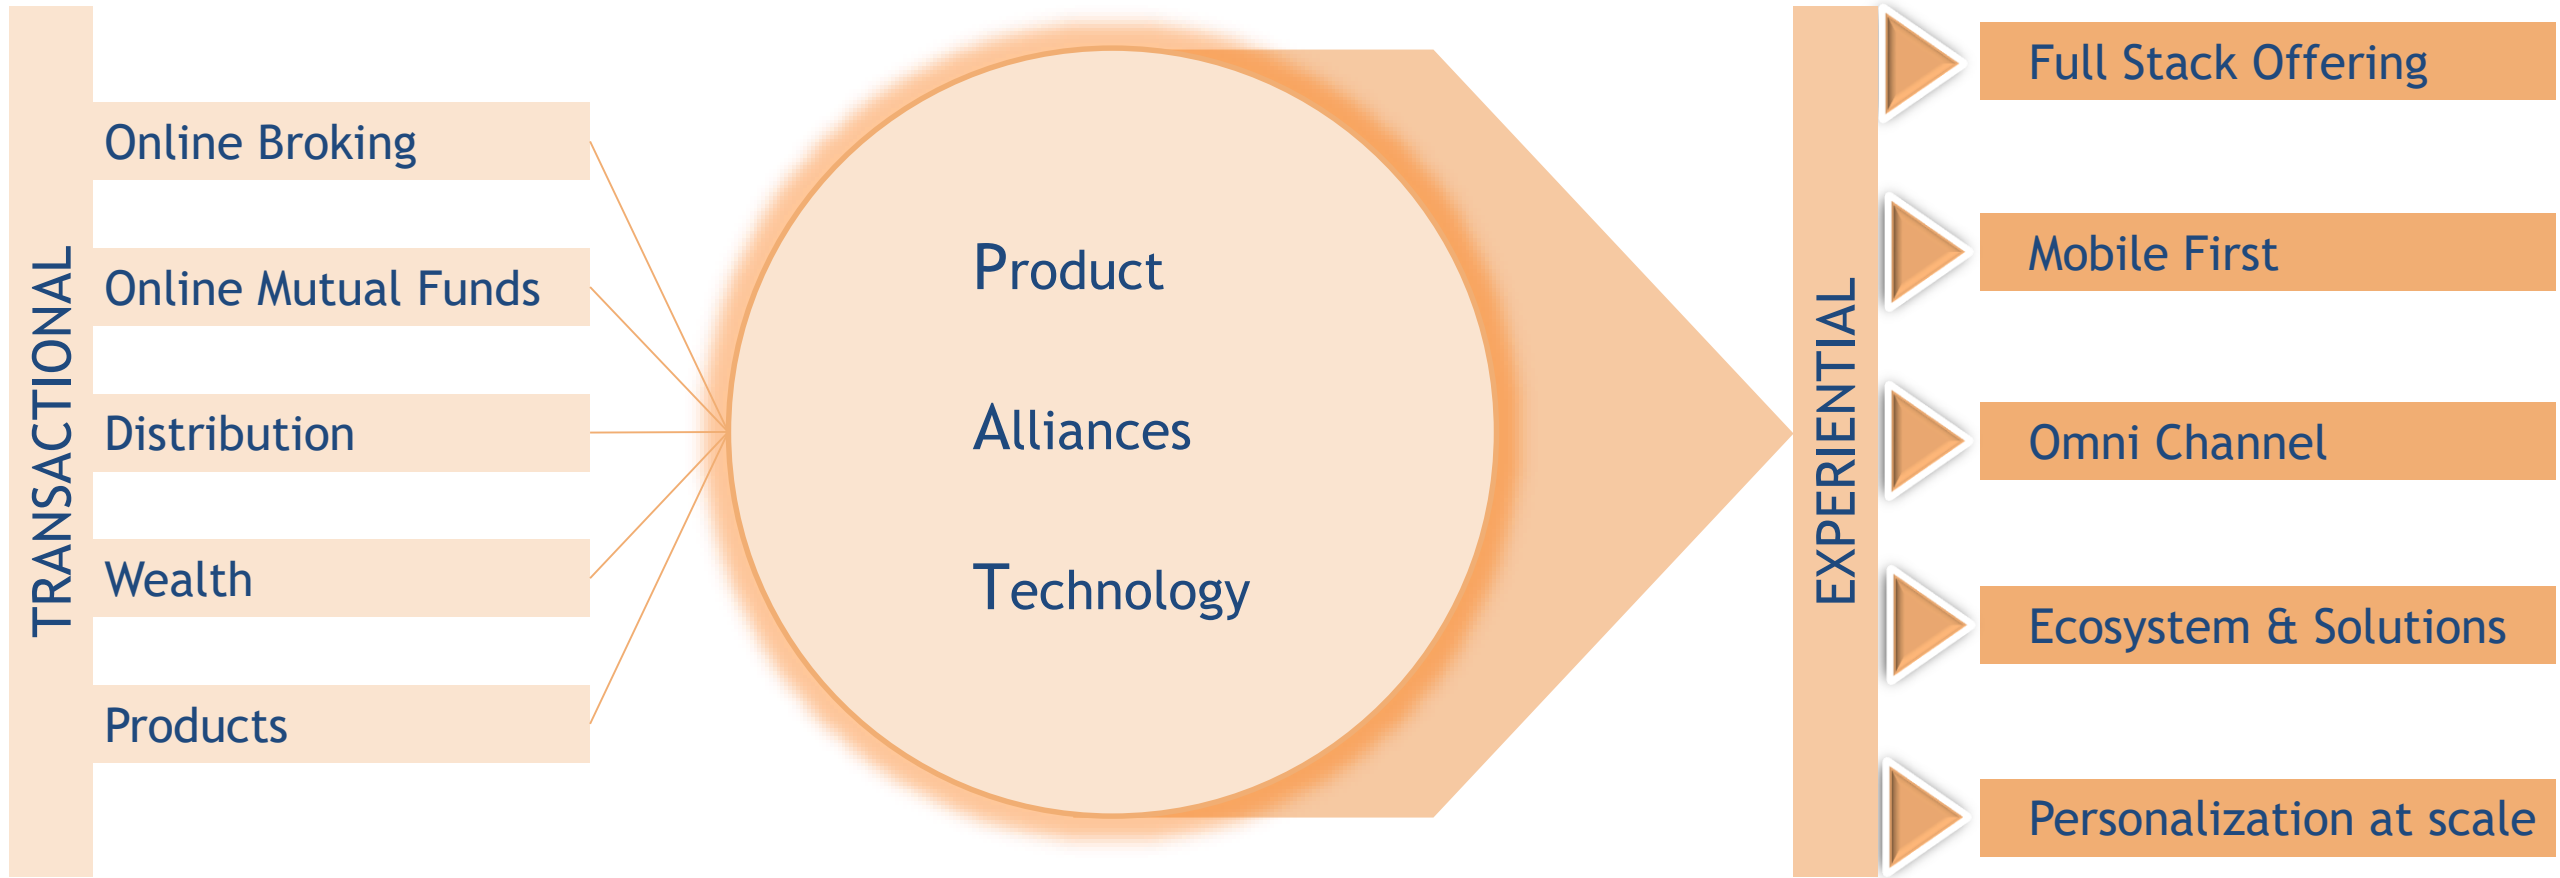 TRANSACTIONAL
Online Broking
Online Mutual Funds
Distribution
Wealth
Products
Product
Alliances
Technology
EXPERIENTIAL
Full Stack Offering
Mobile First
Omni Channel
Ecosystem & Solutions
Personalization at scale